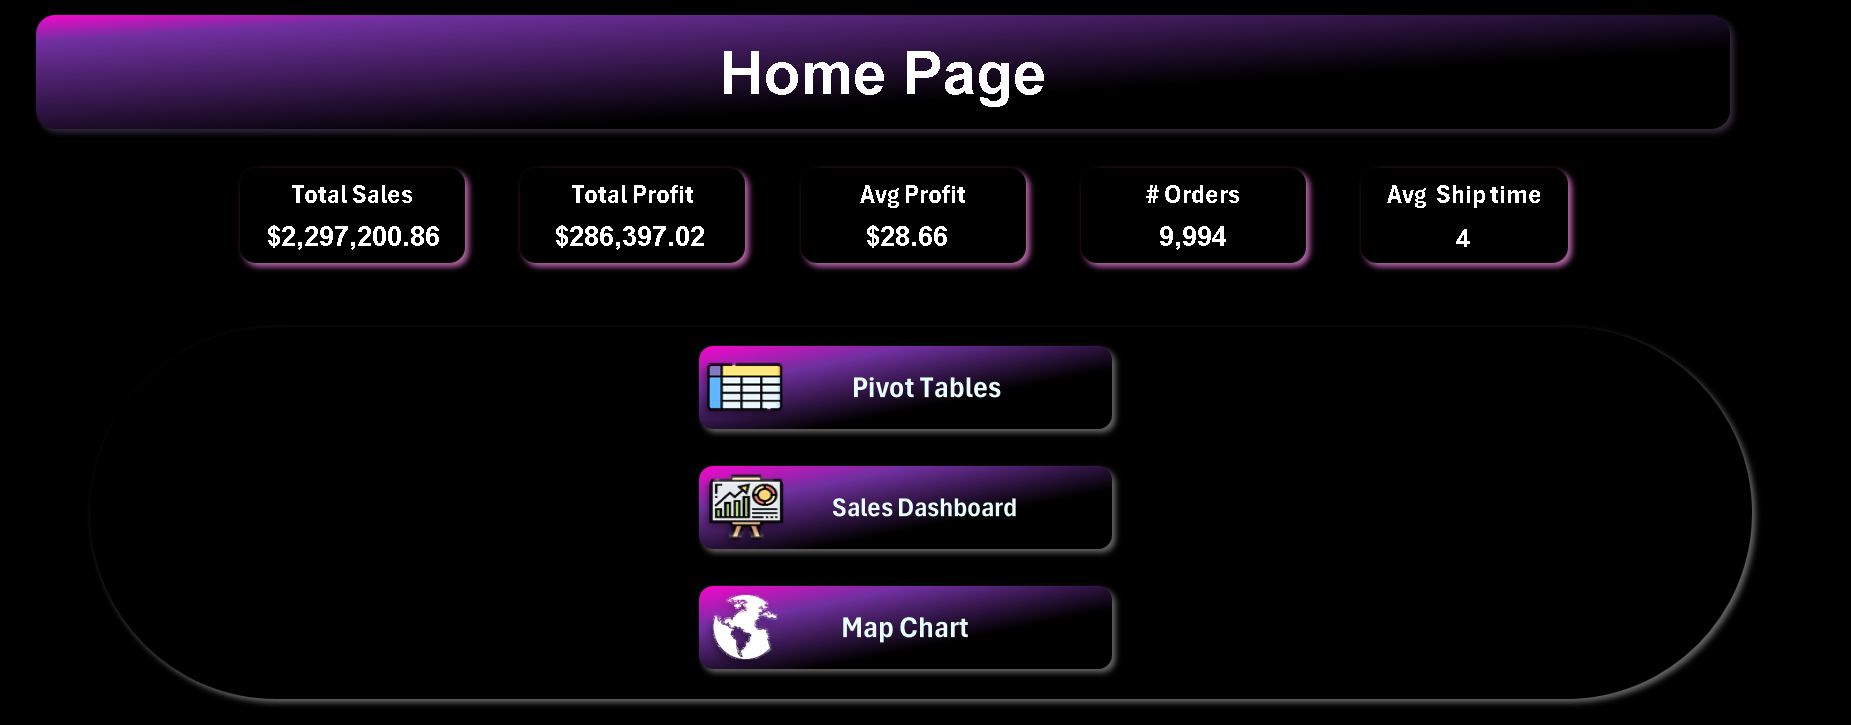 Home Page
Total Sales
$2,297,200.86
Total Profit
$286,397.02
Avg Profit
$28.66
# Orders
9,994
Avg Ship time
4
Pivot Tables
Sales Dashboard
Map Chart